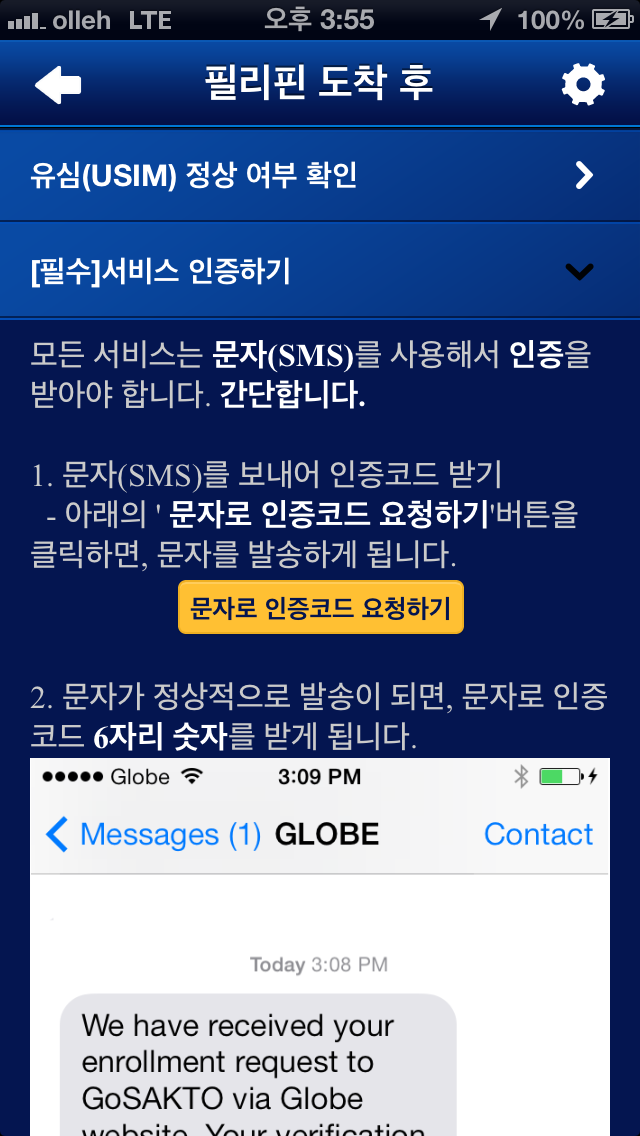 olleh LTE 오후 3:55 100%
필리핀 도착 후
유심(USIM) 정상 여부 확인
[필수]서비스 인증하기
모든 서비스는 문자(SMS)를 사용해서 인증을
받아야 합니다. 간단합니다.
1. 문자(SMS)를 보내어 인증코드 받기
- 아래의 ' 문자로 인증코드 요청하기'버튼을
클릭하면, 문자를 발송하게 됩니다.
문자로 인증코드 요청하기
2. 문자가 정상적으로 발송이 되면, 문자로 인증
코드 6자리 숫자를 받게 됩니다.
Globe 3:09 PM
Messages (1) GLOBE Contact
Today 3:08 PM
We have received your
enrollment request to
GoSAKTO via Globe
website. Your verification